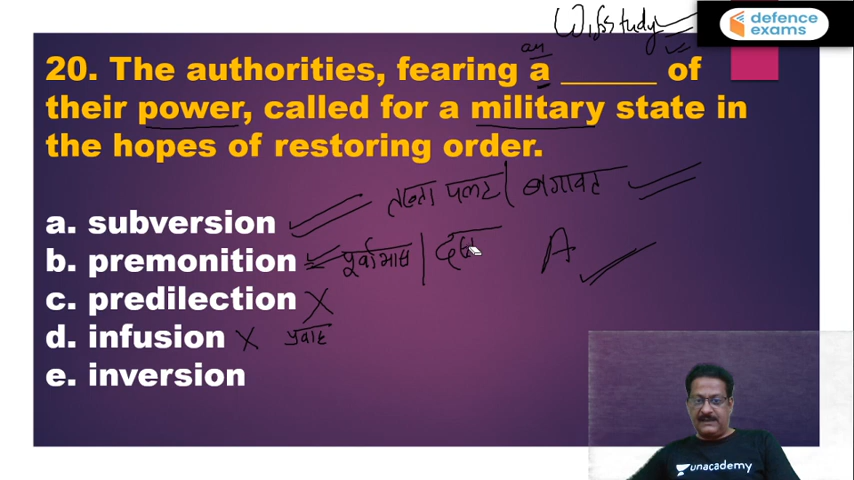 Wifistudy
defence
exams
an
20. The authorities, fearing a ______ of
their power, called for a military state in
the hopes of restoring order.
तख्ता पलट | बगावट
a. subversion
b. premonition पूर्वाभास |
A
c. predilection X
d. infusion X प्रवाह
e. inversion
unacademy